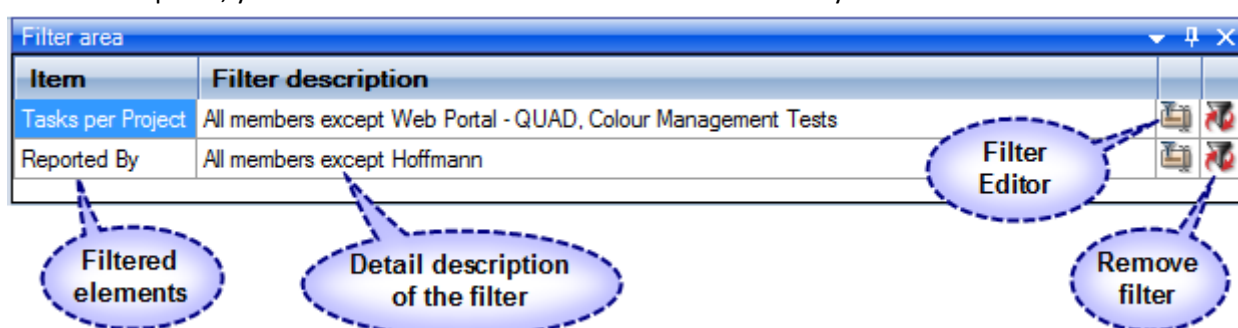 Filter area
Item Filter description
Tasks per Project All members except Web Portal - QUAD, Colour Management Tests
Reported By All members except Hoffmann
Filter
Editor
Filtered
elements
Detail description
of the filter
Remove
filter